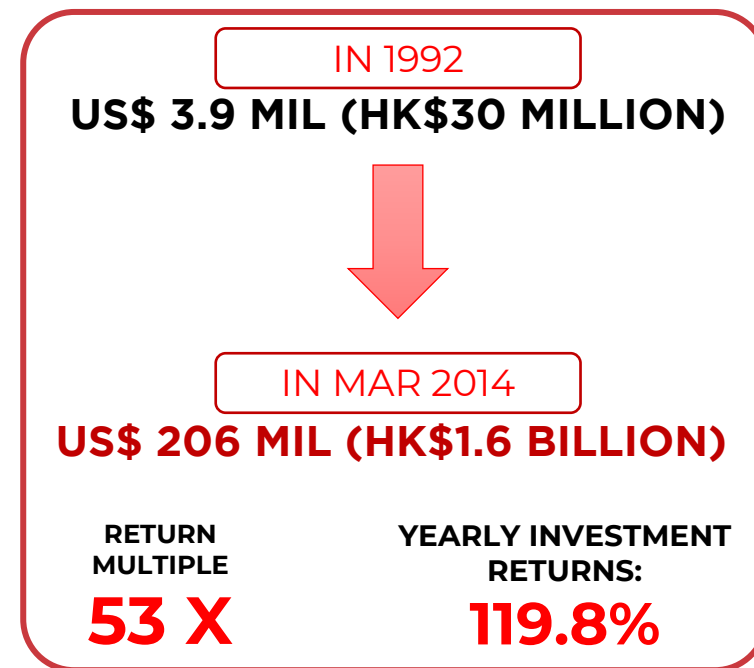 IN 1992
US$ 3.9 MIL (HK$30 MILLION)
IN MAR 2014
US$ 206 MIL (HK$1.6 BILLION)
RETURN
MULTIPLE
53 X
YEARLY INVESTMENT
RETURNS:
119.8%